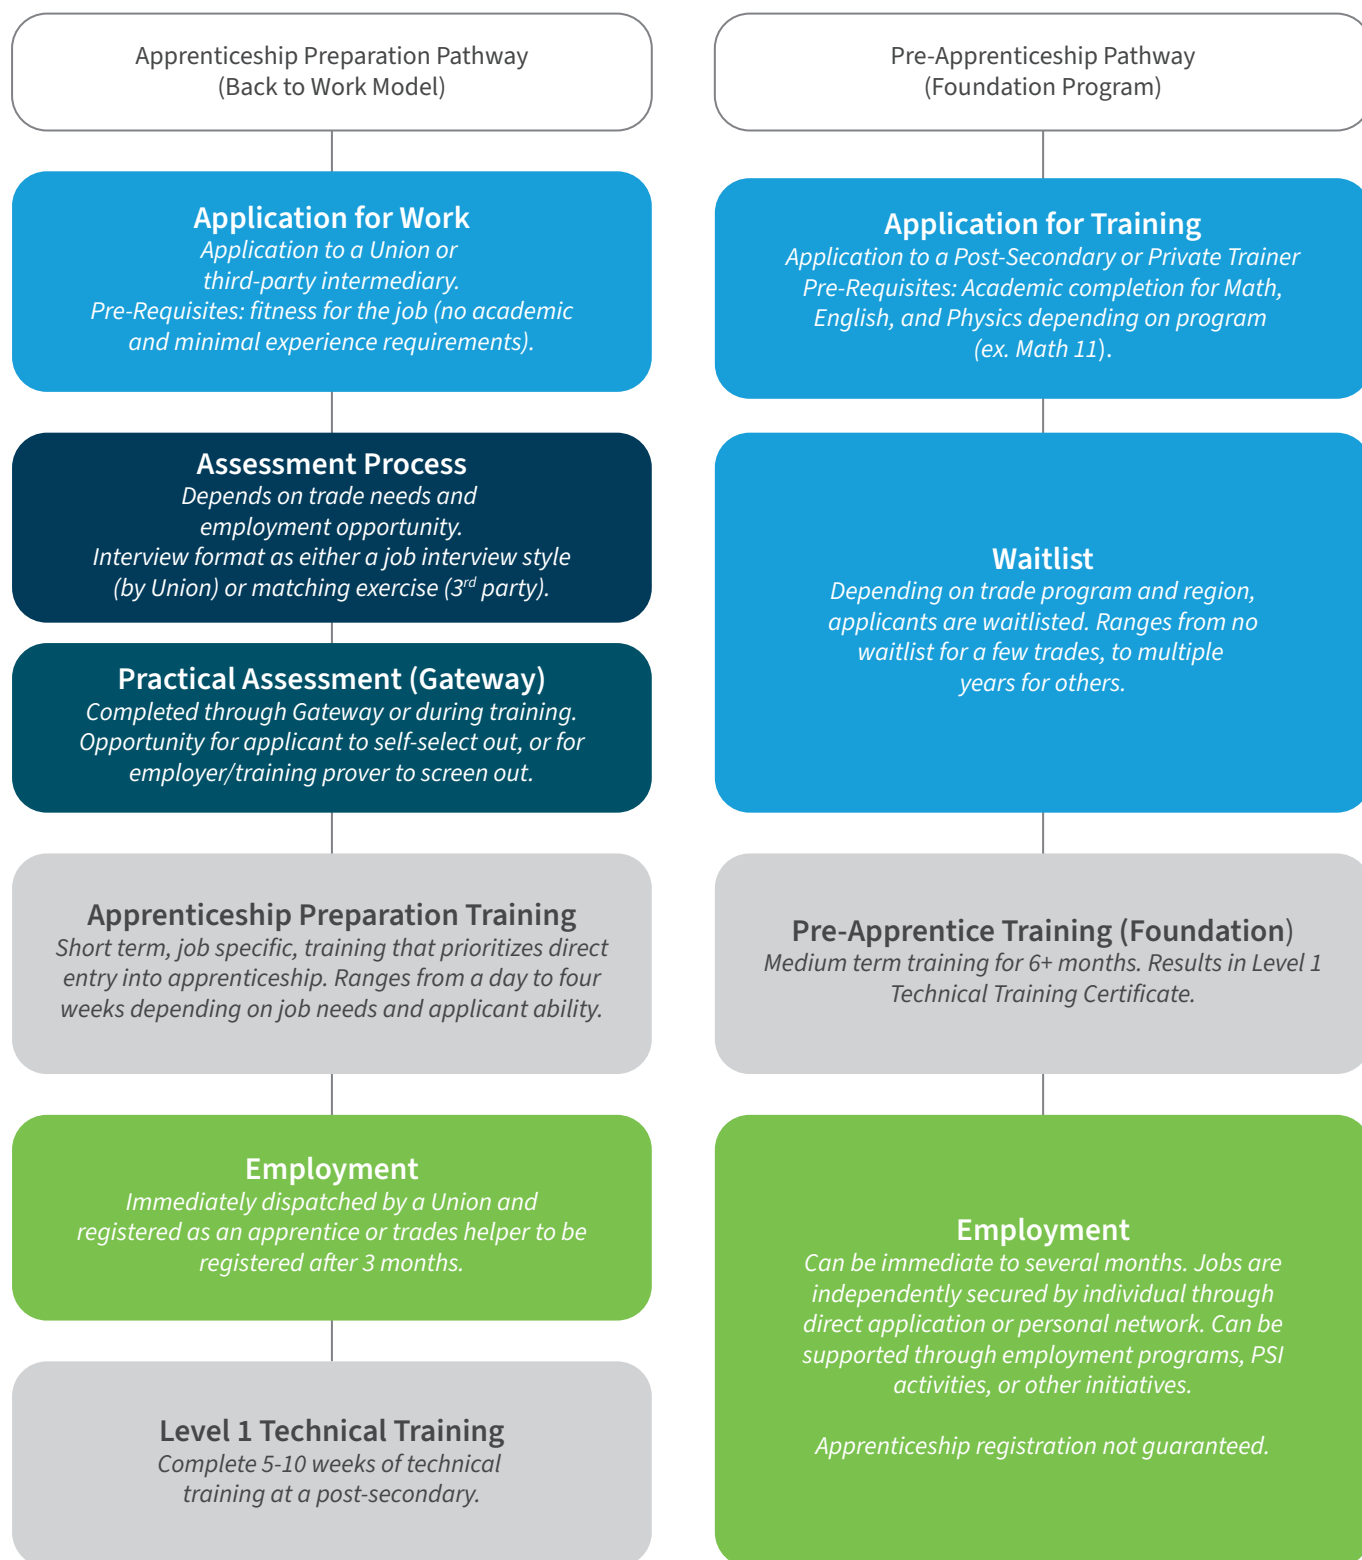 Apprenticeship Preparation Pathway
(Back to Work Model)
Application for Work
Application to a Union or
third-party intermediary.
Pre-Requisites: fitness for the job (no academic
and minimal experience requirements).
Assessment Process
Depends on trade needs and
employment opportunity.
Interview format as either a job interview style
(by Union) or matching exercise (3rd party).
Practical Assessment (Gateway)
Completed through Gateway or during training.
Opportunity for applicant to self-select out, or for
employer/training prover to screen out.
Apprenticeship Preparation Training
Short term, job specific, training that prioritizes direct
entry into apprenticeship. Ranges from a day to four
weeks depending on job needs and applicant ability.
Employment
Immediately dispatched by a Union and
registered as an apprentice or trades helper to be
registered after 3 months.
Level 1 Technical Training
Complete 5-10 weeks of technical
training at a post-secondary.
Pre-Apprenticeship Pathway
(Foundation Program)
Application for Training
Application to a Post-Secondary or Private Trainer
Pre-Requisites: Academic completion for Math,
English, and Physics depending on program
(ex. Math 11).
Waitlist
Depending on trade program and region,
applicants are waitlisted. Ranges from no
waitlist for a few trades, to multiple
years for others.
Pre-Apprentice Training (Foundation)
Medium term training for 6+ months. Results in Level 1
Technical Training Certificate.
Employment
Can be immediate to several months. Jobs are
independently secured by individual through
direct application or personal network. Can be
supported through employment programs, PSI
activities, or other initiatives.
Apprenticeship registration not guaranteed.